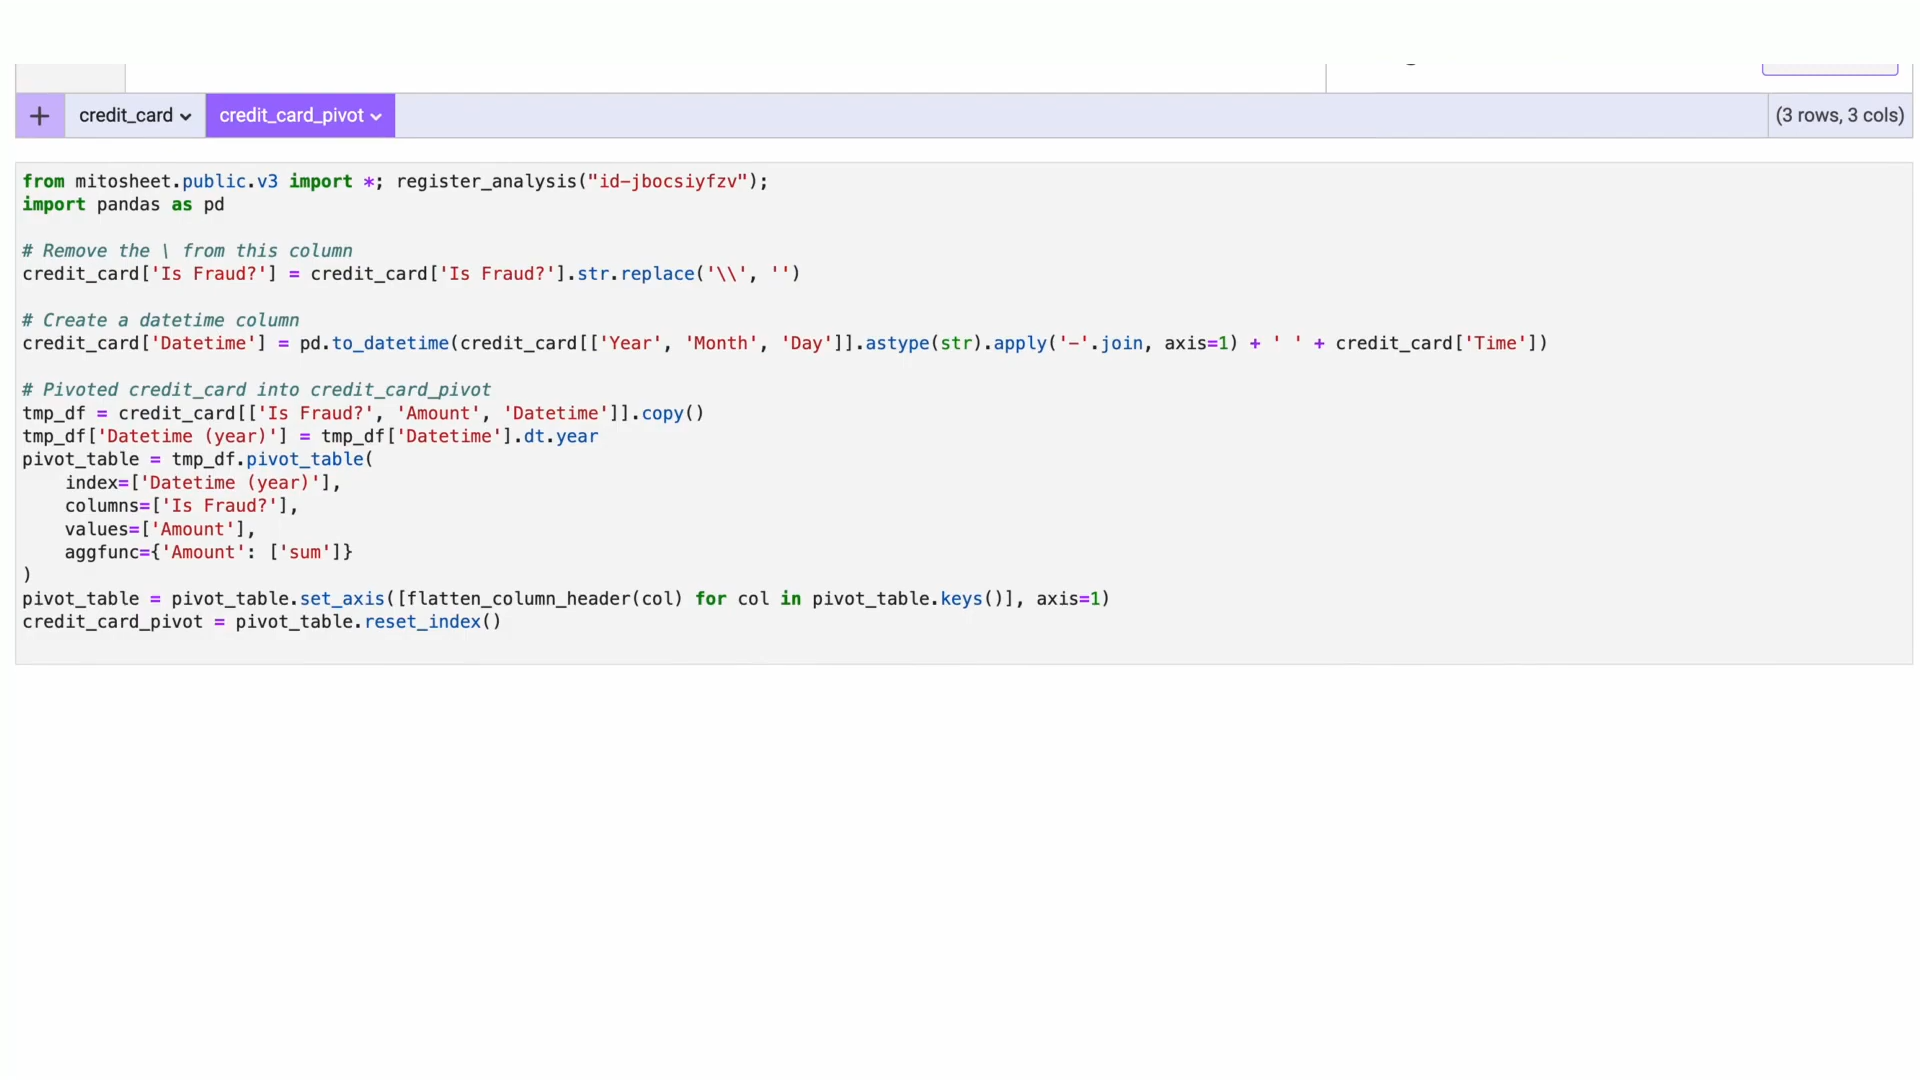 + credit_card credit_card_pivot (3 rows, 3 cols)
from mitosheet.public.v3 import *; register_analysis("id-jbocsiyfzv");
import pandas as pd
# Remove the \ from this column
credit_card['Is Fraud?'] = credit_card['Is Fraud?'].str.replace('\\', '')
# Create a datetime column
credit_card['Datetime'] = pd.to_datetime(credit_card[['Year', 'Month', 'Day']].astype(str).apply('-'.join, axis=1) + ' ' + credit_card['Time'])
# Pivoted credit_card into credit_card_pivot
tmp_df = credit_card[['Is Fraud?', 'Amount', 'Datetime']].copy()
tmp_df['Datetime (year)'] = tmp_df['Datetime'].dt.year
pivot_table = tmp_df.pivot_table(
    index=['Datetime (year)'],
    columns=['Is Fraud?'],
    values=['Amount'],
    aggfunc={'Amount': ['sum']}
)
pivot_table = pivot_table.set_axis([flatten_column_header(col) for col in pivot_table.keys()], axis=1)
credit_card_pivot = pivot_table.reset_index()